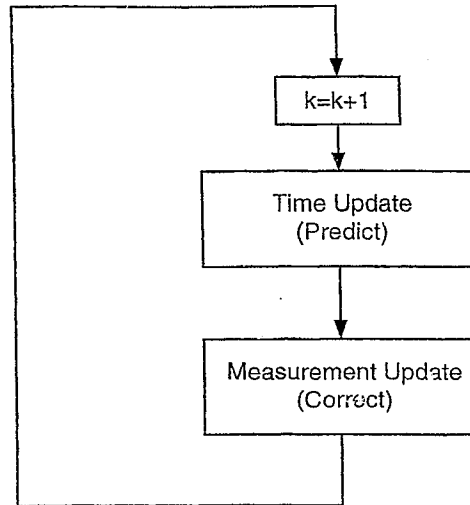 k=k+1
Time Update
(Predict)
Measurement Update
(Correct)